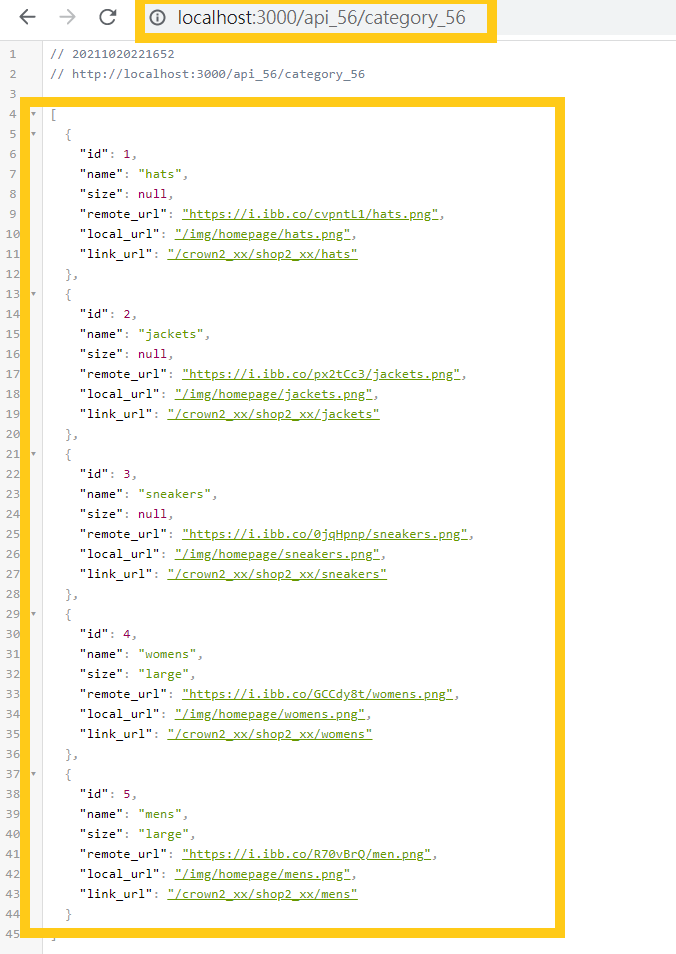 localhost:3000/api_56/category_56
1 // 20211020221652
2 // http://localhost:3000/api_56/category_56
3
4 [
5 {
6 "id": 1,
7 "name": "hats",
8 "size": null,
9 "remote_url": "https://i.ibb.co/cvpntL1/hats.png",
10 "local_url": "/img/homepage/hats.png",
11 "link_url": "/crown2_xx/shop2_xx/hats"
12 },
13 {
14 "id": 2,
15 "name": "jackets",
16 "size": null,
17 "remote_url": "https://i.ibb.co/px2tCc3/jackets.png",
18 "local_url": "/img/homepage/jackets.png",
19 "link_url": "/crown2_xx/shop2_xx/jackets"
20 },
21 {
22 "id": 3,
23 "name": "sneakers",
24 "size": null,
25 "remote_url": "https://i.ibb.co/0jqHpnp/sneakers.png",
26 "local_url": "/img/homepage/sneakers.png",
27 "link_url": "/crown2_xx/shop2_xx/sneakers"
28 },
29 {
30 "id": 4,
31 "name": "womens",
32 "size": "large",
33 "remote_url": "https://i.ibb.co/GCCdy8t/womens.png",
34 "local_url": "/img/homepage/womens.png",
35 "link_url": "/crown2_xx/shop2_xx/womens"
36 },
37 {
38 "id": 5,
39 "name": "mens",
40 "size": "large",
41 "remote_url": "https://i.ibb.co/R70vBrQ/men.png",
42 "local_url": "/img/homepage/mens.png",
43 "link_url": "/crown2_xx/shop2_xx/mens"
44 }
45 ]